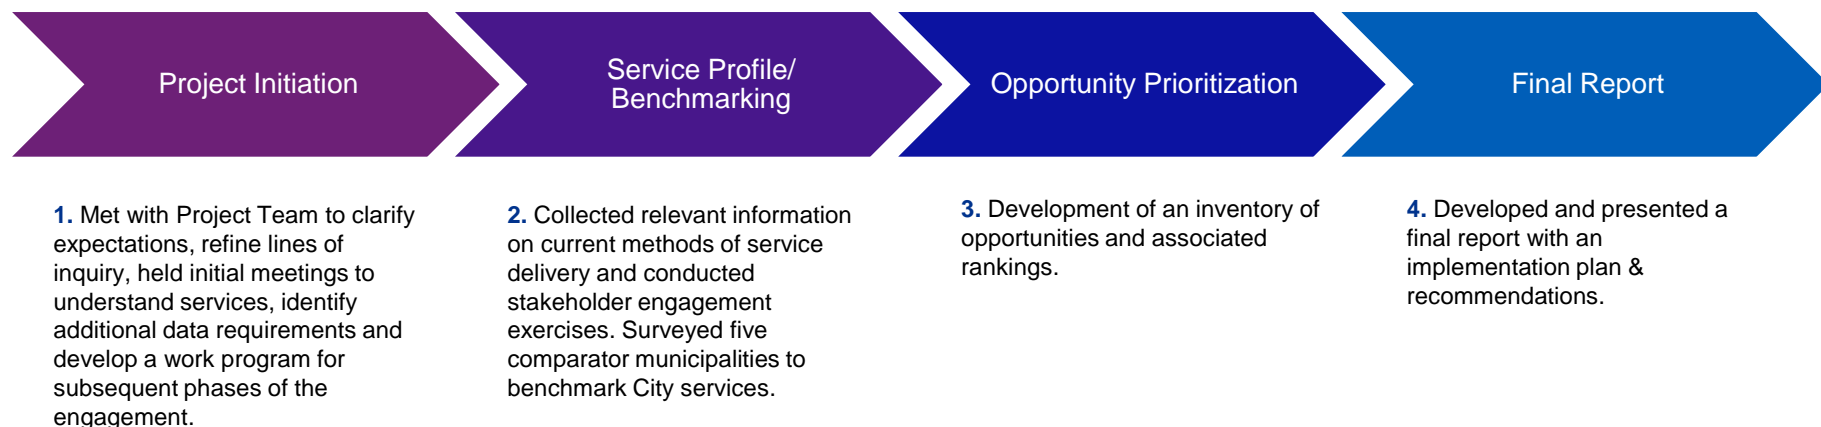 Project Initiation
Service Profile/
Benchmarking
Opportunity Prioritization
Final Report
1. Met with Project Team to clarify
expectations, refine lines of
inquiry, held initial meetings to
understand services, identify
additional data requirements and
develop a work program for
subsequent phases of the
engagement.
2. Collected relevant information
on current methods of service
delivery and conducted
stakeholder engagement
exercises. Surveyed five
comparator municipalities to
benchmark City services.
3. Development of an inventory of
opportunities and associated
rankings.
4. Developed and presented a
final report with an
implementation plan &
recommendations.